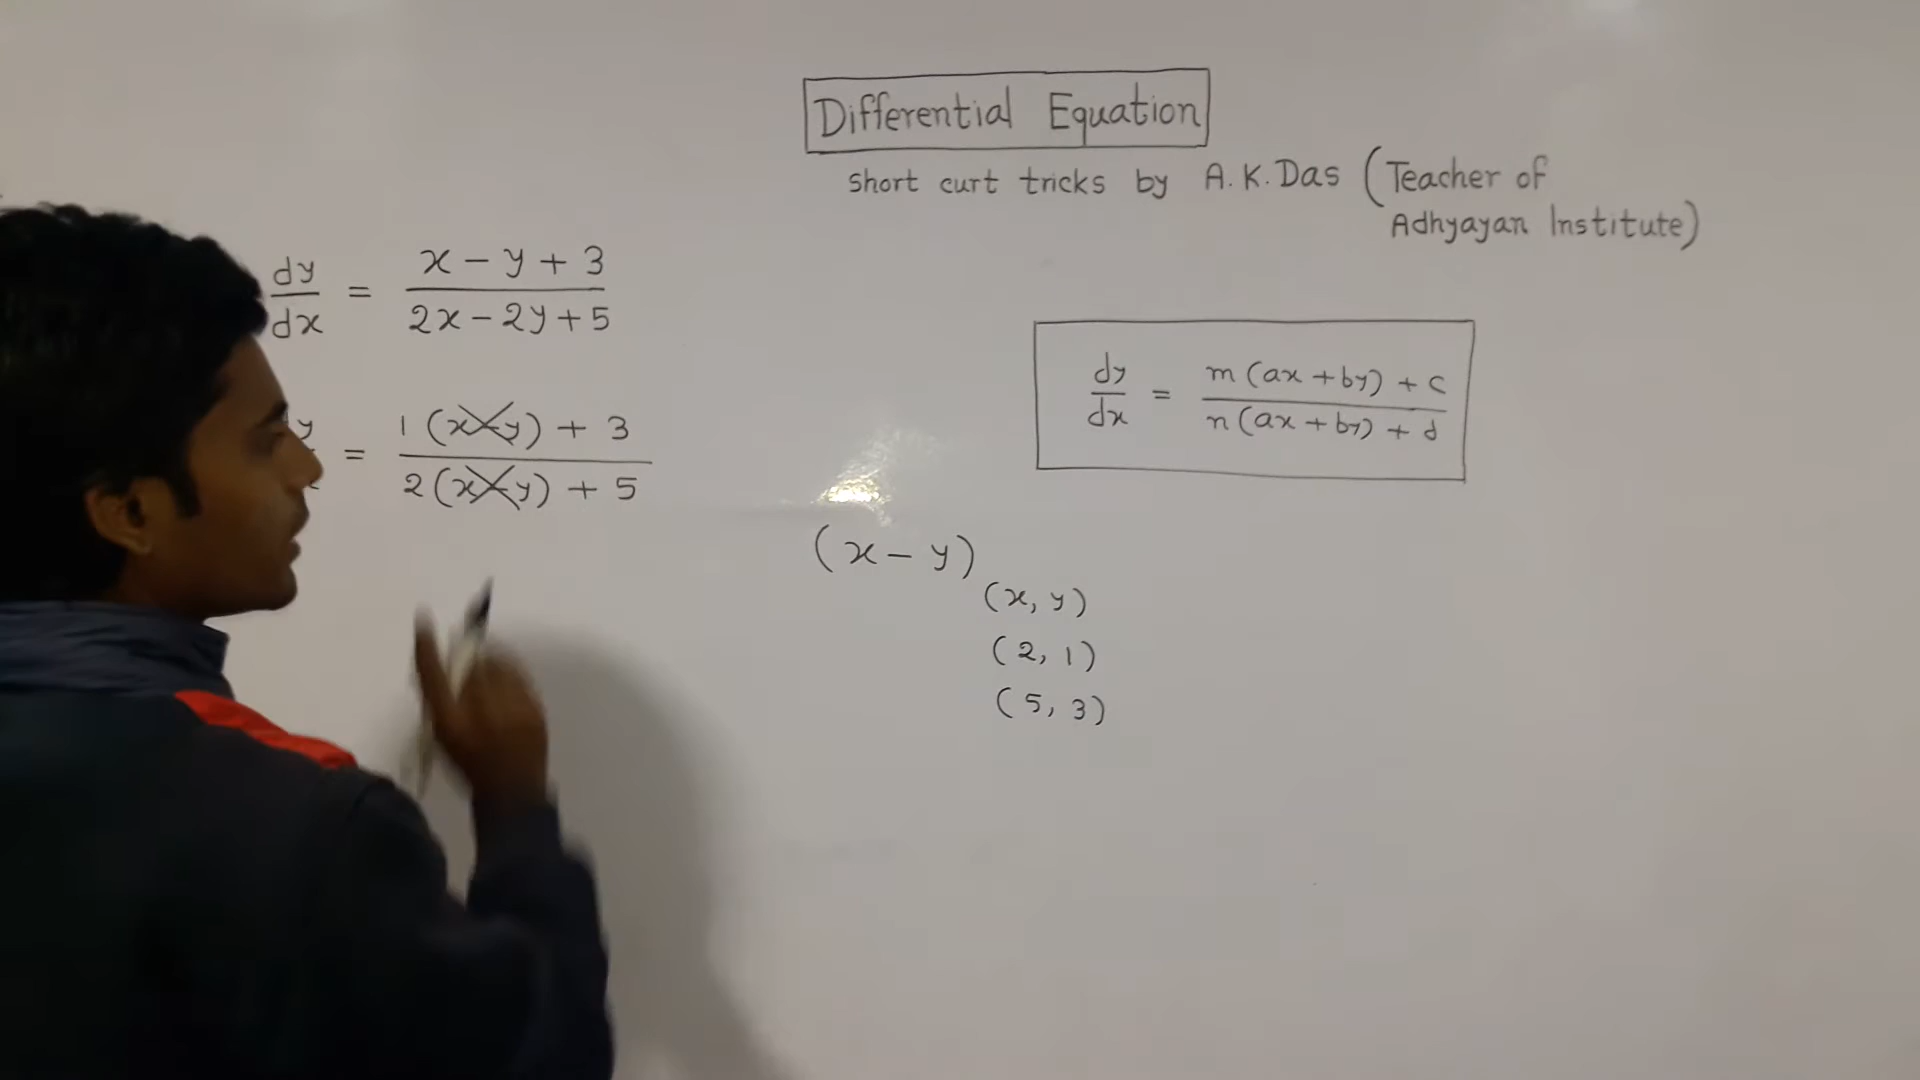 Differential Equation
short curt tricks by A.K.Das (Teacher of
Adhyayan Institute)
dy/dx = (x - y + 3)/(2x - 2y + 5)
y = (1(x-y) + 3)/(2(x-y) + 5)
dy/dx = (m(ax + by) + c)/(n(ax + by) + d)
(x - y)
(x, y)
(2, 1)
(5, 3)